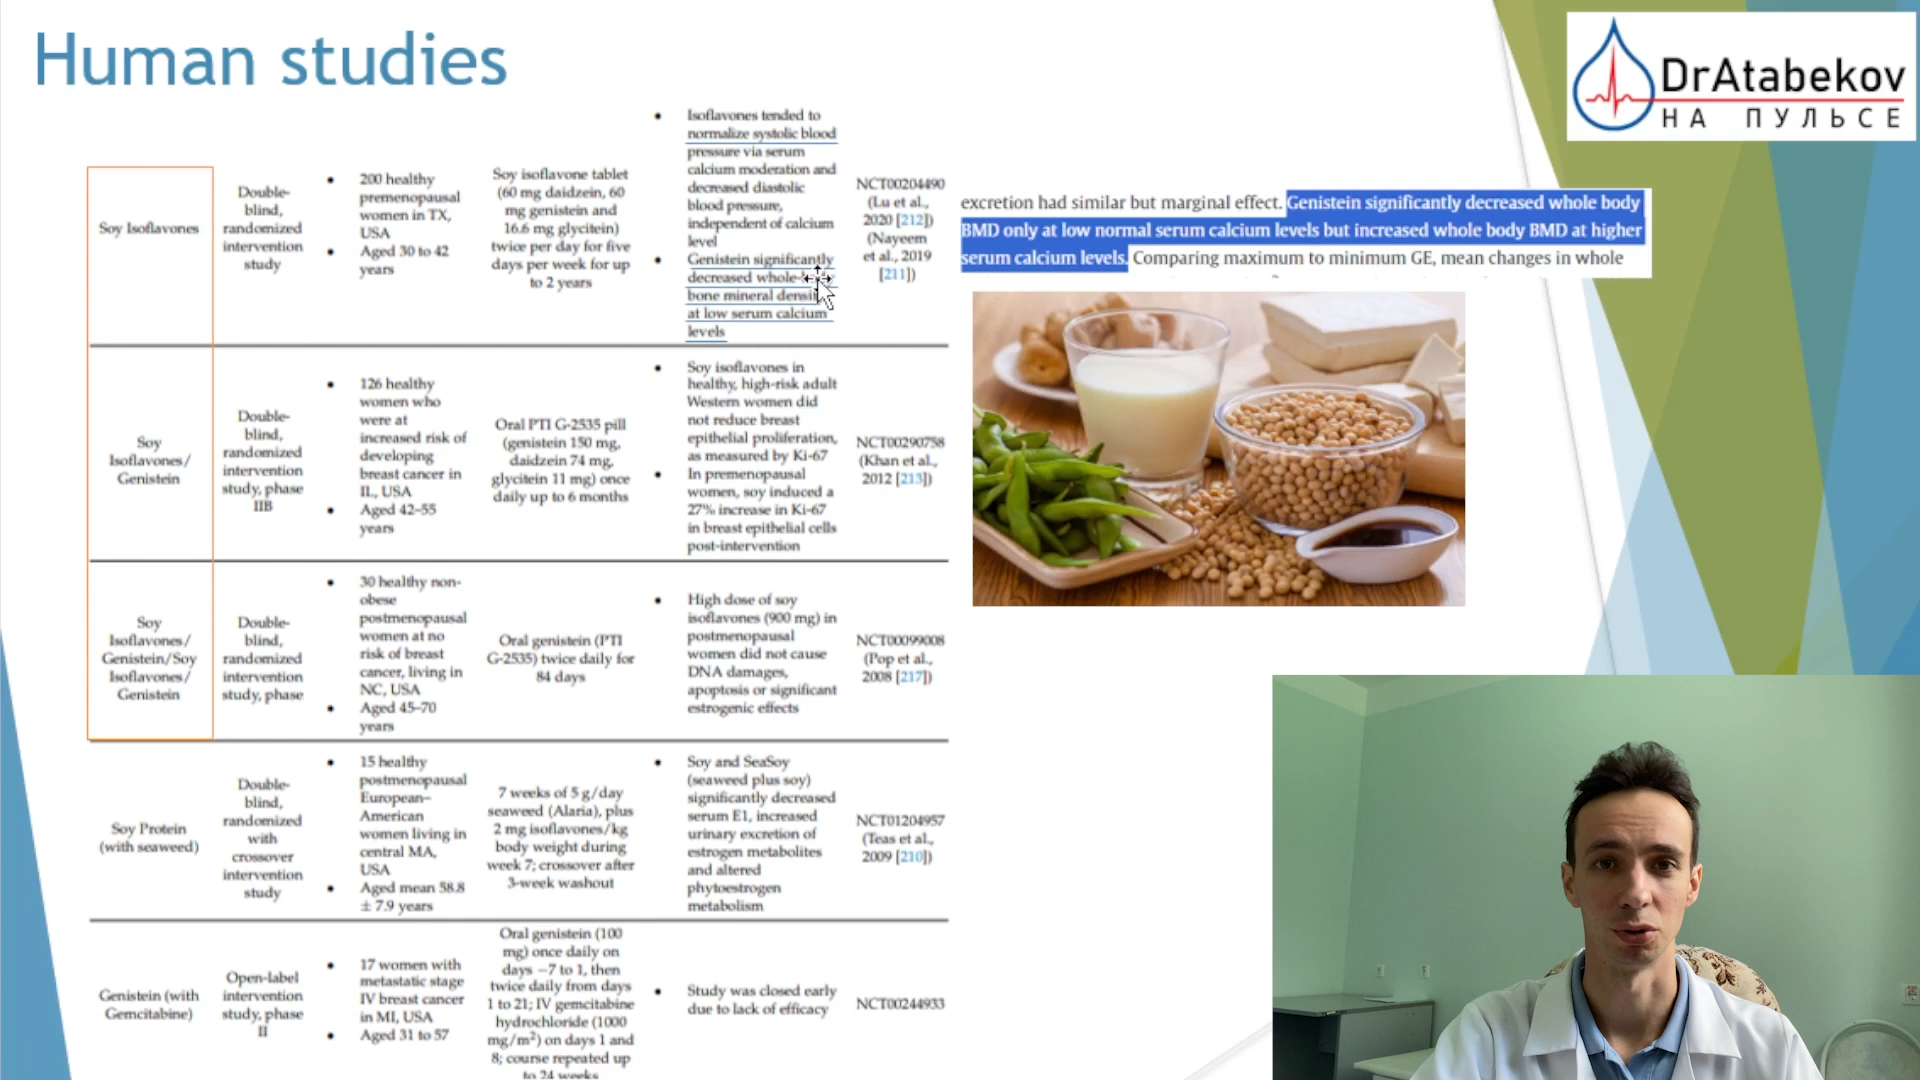 Human studies
DrAtabekov
НА ПУЛЬСЕ
Soy Isoflavones
Double-
blind,
randomized
intervention
study
• 200 healthy
premenopausal
women in TX,
USA
• Aged 30 to 42
years
Soy isoflavone tablet
(60 mg daidzein, 60
mg genistein and
16.6 mg glycitein)
twice per day for five
days per week for up
to 2 years
• Isoflavones tended to
normalize systolic blood
pressure via serum
calcium moderation and
decreased diastolic
blood pressure,
independent of calcium
level
• Genistein significantly
decreased whole-
bone mineral densit
at low serum calcium
levels
NCT00204490
(Lu et al.,
2020 [212])
(Nayeem
et al., 2019
[211])
Soy
Isoflavones/
Genistein
Double-
blind,
randomized
intervention
study, phase
IIB
• 126 healthy
women who
were at
increased risk of
developing
breast cancer in
IL, USA
• Aged 42–55
years
Oral PTI G-2535 pill
(genistein 150 mg,
daidzein 74 mg,
glycitein 11 mg) once
daily up to 6 months
• Soy isoflavones in
healthy, high-risk adult
Western women did
not reduce breast
epithelial proliferation,
as measured by Ki-67
• In premenopausal
women, soy induced a
27% increase in Ki-67
in breast epithelial cells
post-intervention
NCT00290758
(Khan et al.,
2012 [213])
Soy
Isoflavones/
Genistein/Soy
Isoflavones/
Genistein
Double-
blind,
randomized
intervention
study, phase
• 30 healthy non-
obese
postmenopausal
women at no
risk of breast
cancer, living in
NC, USA
• Aged 45–70
years
Oral genistein (PTI
G-2535) twice daily for
84 days
• High dose of soy
isoflavones (900 mg) in
postmenopausal
women did not cause
DNA damages,
apoptosis or significant
estrogenic effects
NCT00099008
(Pop et al.,
2008 [217])
Soy Protein
(with seaweed)
Double-
blind,
randomized
with
crossover
intervention
study
• 15 healthy
postmenopausal
European–
American
women living in
central MA,
USA
• Aged mean 58.8
± 7.9 years
7 weeks of 5 g/day
seaweed (Alaria), plus
2 mg isoflavones/kg
body weight during
week 7; crossover after
3-week washout
• Soy and SeaSoy
(seaweed plus soy)
significantly decreased
serum E1, increased
urinary excretion of
estrogen metabolites
and altered
phytoestrogen
metabolism
NCT01204957
(Teas et al.,
2009 [210])
Genistein (with
Gemcitabine)
Open-label
intervention
study, phase
II
• 17 women with
metastatic stage
IV breast cancer
in MI, USA
• Aged 31 to 57
Oral genistein (100
mg) once daily on
days −7 to 1, then
twice daily from days
1 to 21; IV gemcitabine
hydrochloride (1000
mg/m²) on days 1 and
8; course repeated up
to 24 weeks
• Study was closed early
due to lack of efficacy
NCT00244933
excretion had similar but marginal effect. Genistein significantly decreased whole body
BMD only at low normal serum calcium levels but increased whole body BMD at higher
serum calcium levels. Comparing maximum to minimum GE, mean changes in whole